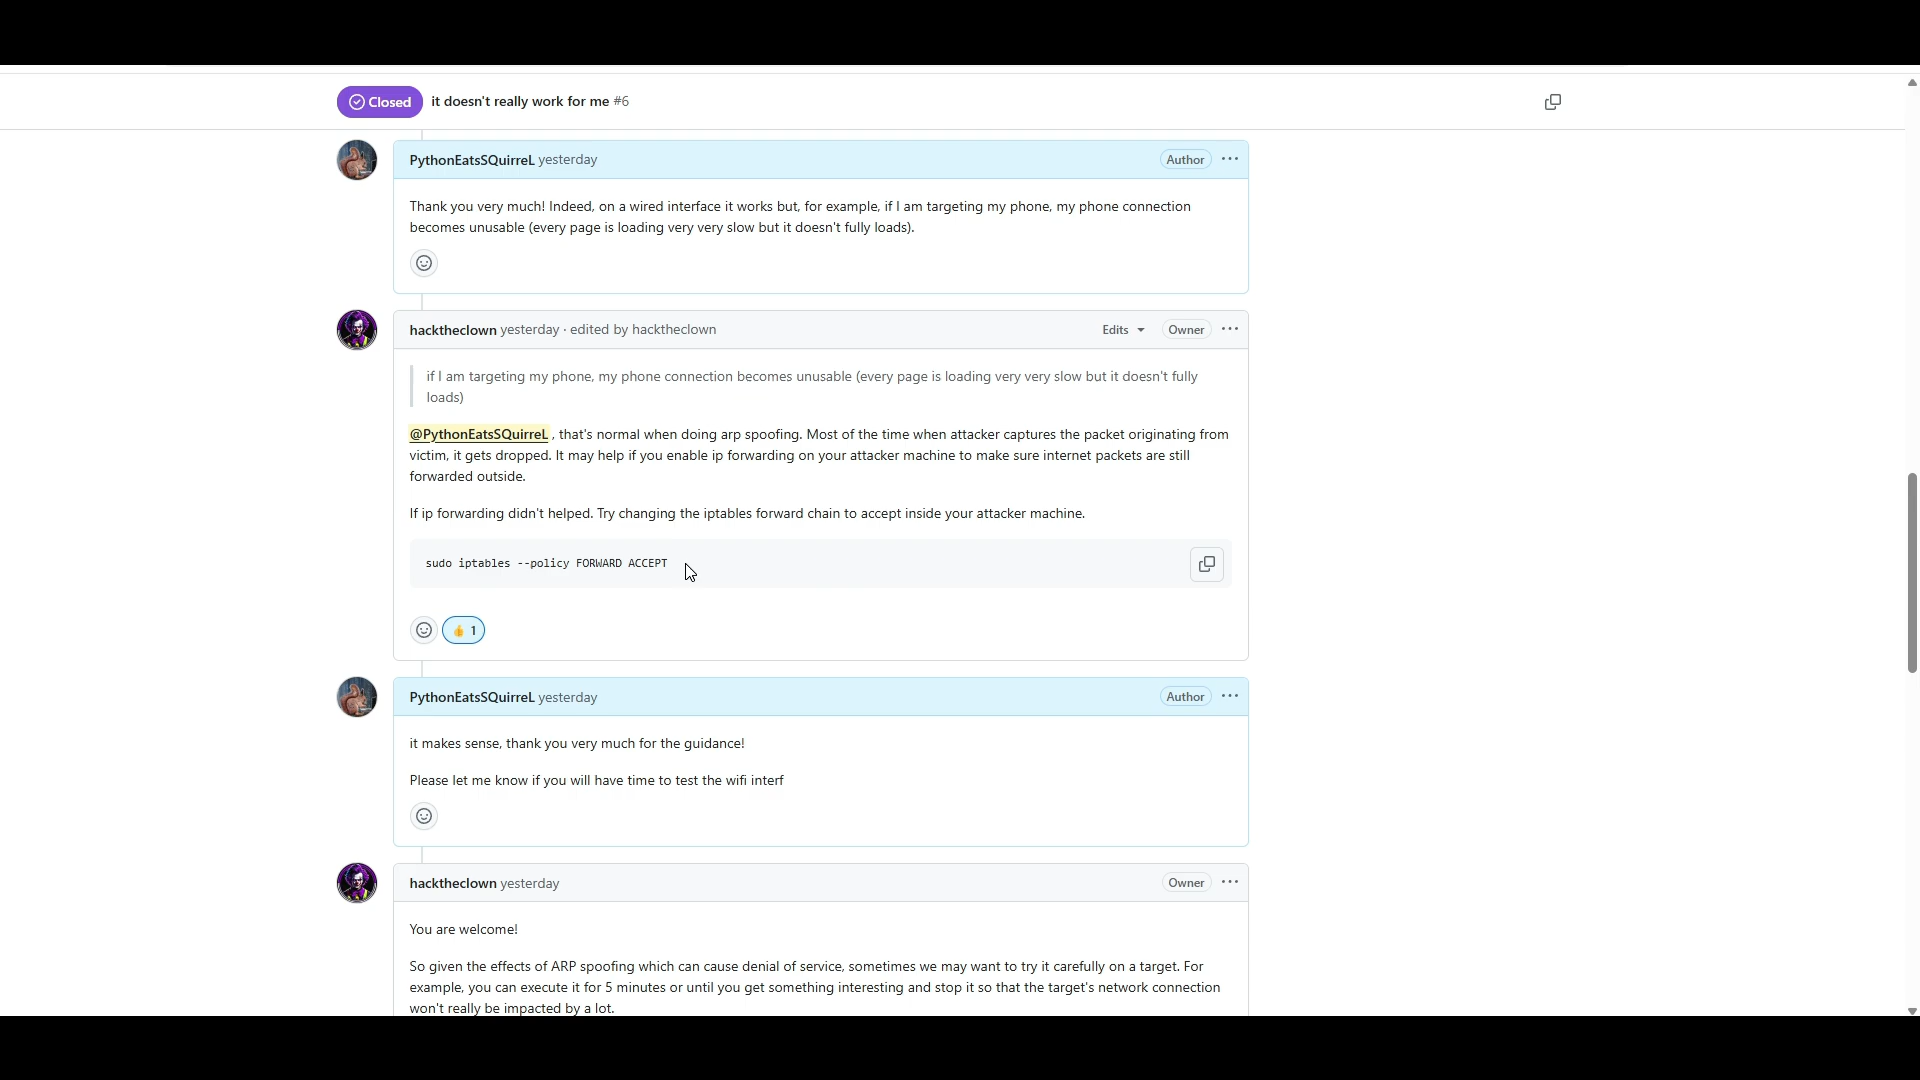 Closed it doesn't really work for me #6
PythonEatsSQuirreL yesterday Author
Thank you very much! Indeed, on a wired interface it works but, for example, if I am targeting my phone, my phone connection
becomes unusable (every page is loading very very slow but it doesn't fully loads).
hacktheclown yesterday · edited by hacktheclown Edits Owner
if I am targeting my phone, my phone connection becomes unusable (every page is loading very very slow but it doesn't fully
loads)
@PythonEatsSQuirreL , that's normal when doing arp spoofing. Most of the time when attacker captures the packet originating from
victim, it gets dropped. It may help if you enable ip forwarding on your attacker machine to make sure internet packets are still
forwarded outside.
If ip forwarding didn't helped. Try changing the iptables forward chain to accept inside your attacker machine.
sudo iptables --policy FORWARD ACCEPT
👍 1
PythonEatsSQuirreL yesterday Author
it makes sense, thank you very much for the guidance!
Please let me know if you will have time to test the wifi interf
hacktheclown yesterday Owner
You are welcome!
So given the effects of ARP spoofing which can cause denial of service, sometimes we may want to try it carefully on a target. For
example, you can execute it for 5 minutes or until you get something interesting and stop it so that the target's network connection
won't really be impacted by a lot.